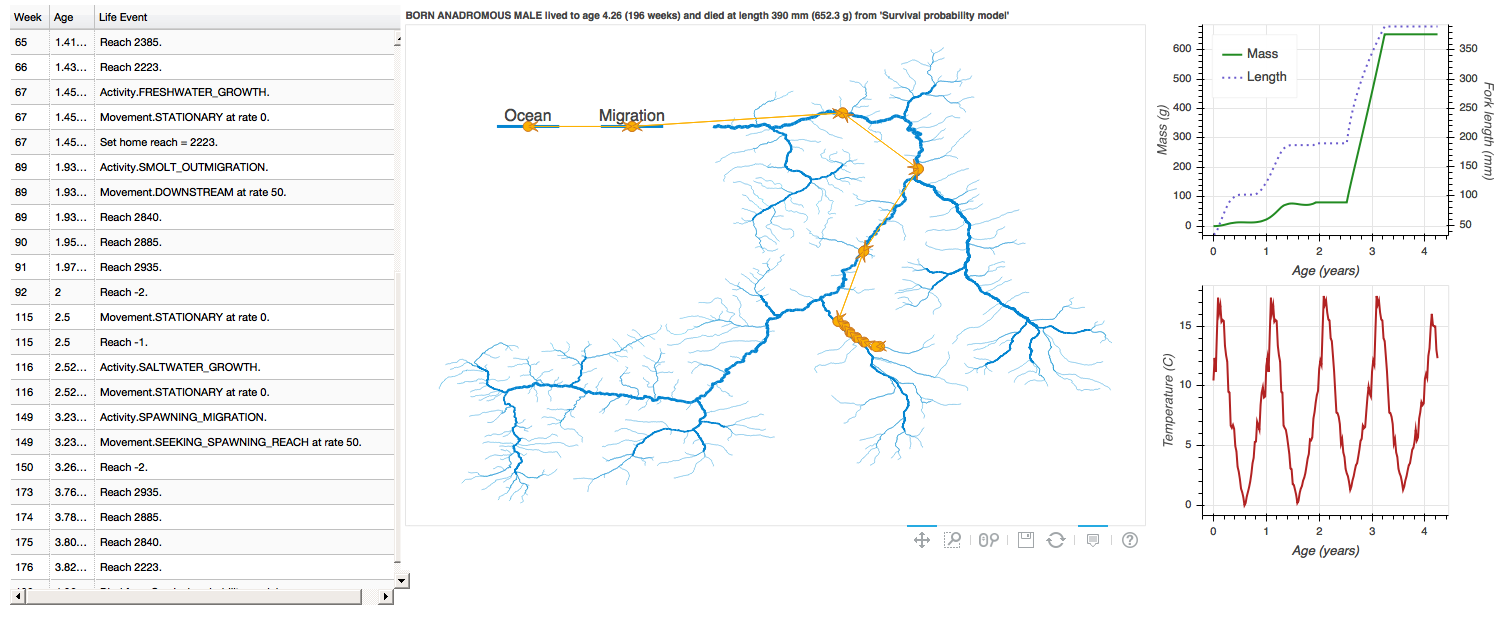 Week Age Life Event
65 1.41... Reach 2385.
66 1.43... Reach 2223.
67 1.45... Activity.FRESHWATER_GROWTH.
67 1.45... Movement.STATIONARY at rate 0.
67 1.45... Set home reach = 2223.
89 1.93... Activity.SMOLT_OUTMIGRATION.
89 1.93... Movement.DOWNSTREAM at rate 50.
89 1.93... Reach 2840.
90 1.95... Reach 2885.
91 1.97... Reach 2935.
92 2 Reach -2.
115 2.5 Movement.STATIONARY at rate 0.
115 2.5 Reach -1.
116 2.52... Activity.SALTWATER_GROWTH.
116 2.52... Movement.STATIONARY at rate 0.
149 3.23... Activity.SPAWNING_MIGRATION.
149 3.23... Movement.SEEKING_SPAWNING_REACH at rate 50.
150 3.26... Reach -2.
173 3.76... Reach 2935.
174 3.78... Reach 2885.
175 3.80... Reach 2840.
176 3.82... Reach 2223.
BORN ANADROMOUS MALE lived to age 4.26 (196 weeks) and died at length 390 mm (652.3 g) from 'Survival probability model'
Ocean
Migration
Mass
Length
600
500
400
300
200
100
0
Mass (g)
350
300
250
200
150
100
50
Fork length (mm)
0 1 2 3 4
Age (years)
15
10
5
0
Temperature (C)
0 1 2 3 4
Age (years)